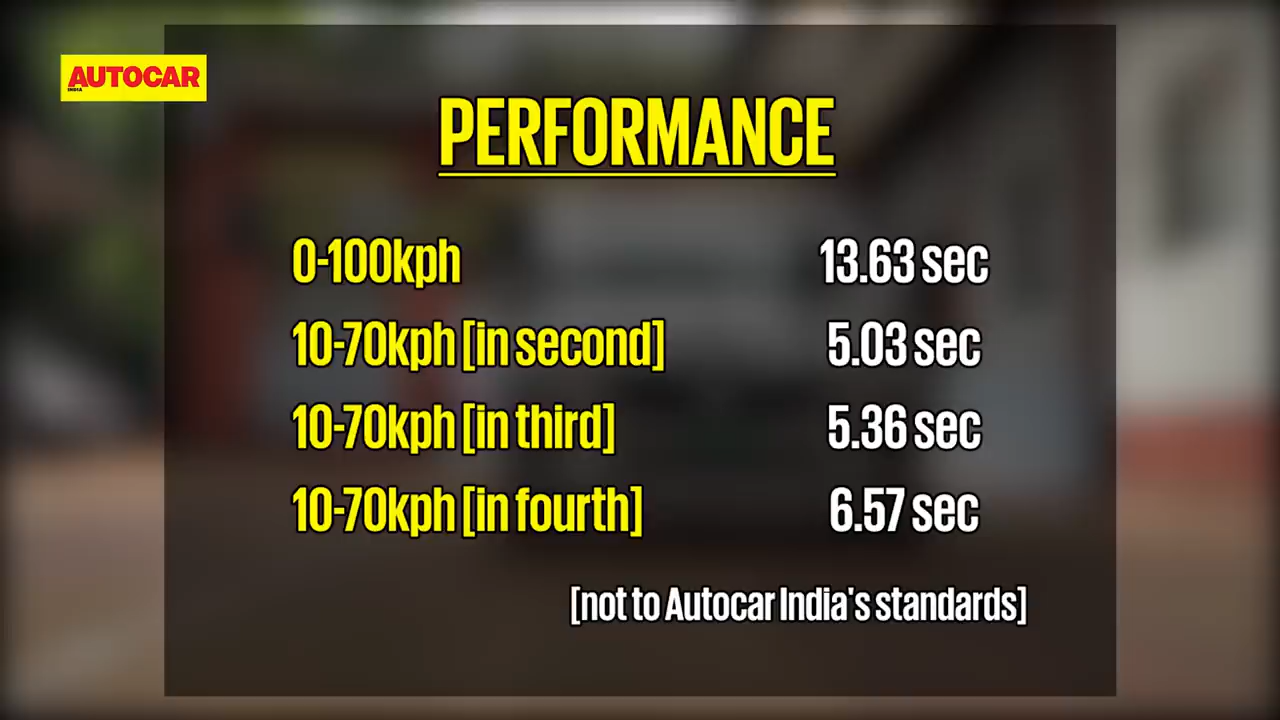 AUTOCAR
INDIA
PERFORMANCE
0-100kph 13.63 sec
10-70kph [in second] 5.03 sec
10-70kph [in third] 5.36 sec
10-70kph [in fourth] 6.57 sec
[not to Autocar India's standards]